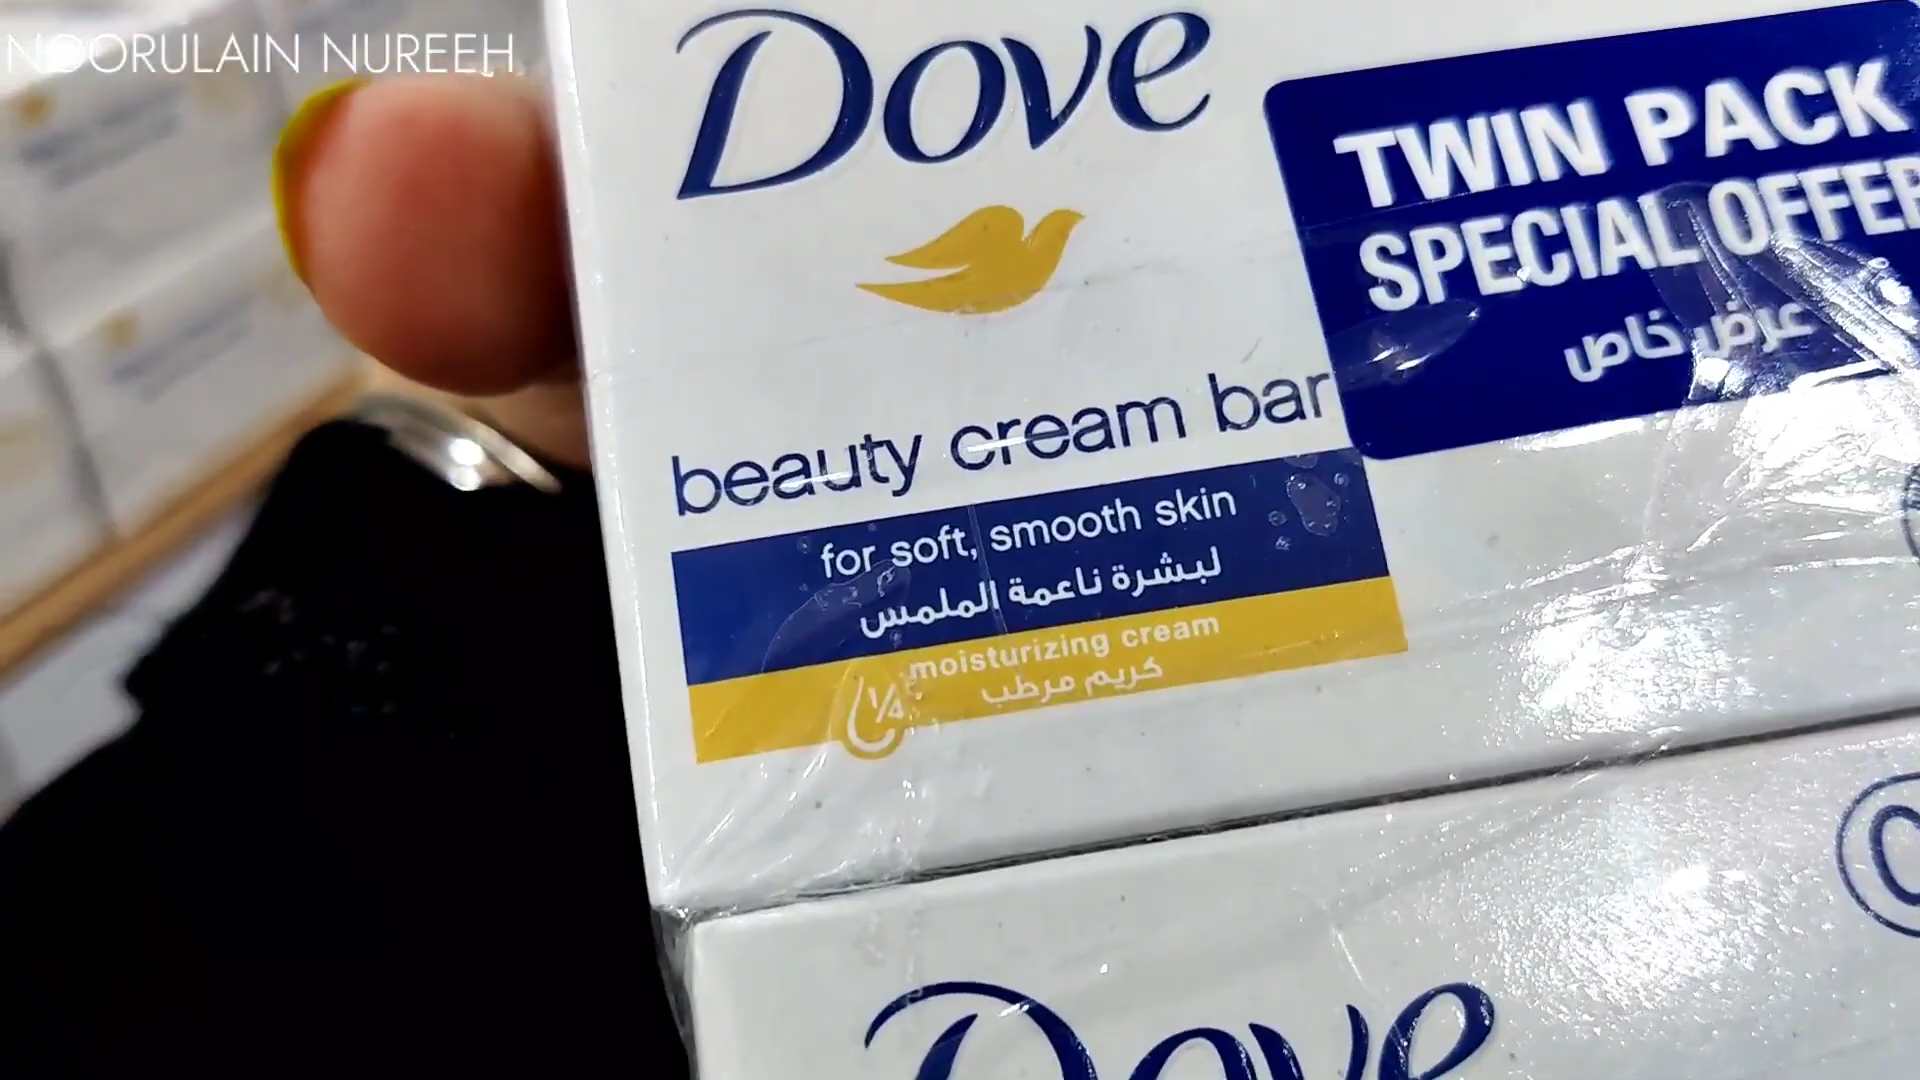 NOORULAIN NUREEH
Dove
TWIN PACK
SPECIAL OFFER
عرض خاص
beauty cream bar
for soft, smooth skin
لبشرة ناعمة الملمس
moisturizing cream
1/4
كريم مرطب
Dove